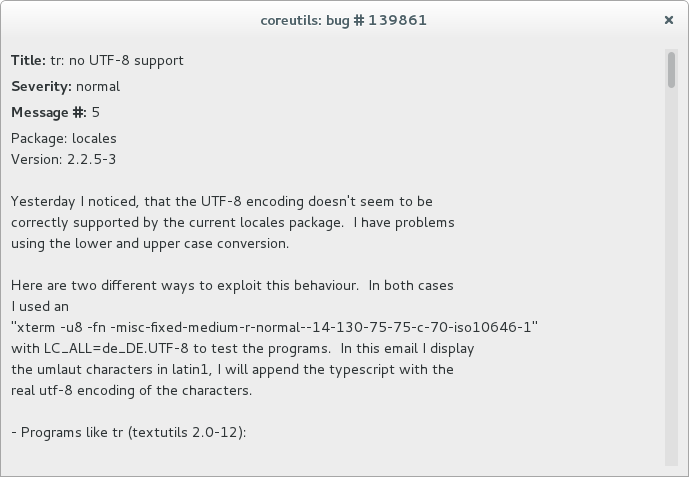 coreutils: bug # 139861
Title: tr: no UTF-8 support
Severity: normal
Message #: 5
Package: locales
Version: 2.2.5-3
Yesterday I noticed, that the UTF-8 encoding doesn't seem to be
correctly supported by the current locales package.  I have problems
using the lower and upper case conversion.
Here are two different ways to exploit this behaviour.  In both cases
I used an
"xterm -u8 -fn -misc-fixed-medium-r-normal--14-130-75-75-c-70-iso10646-1"
with LC_ALL=de_DE.UTF-8 to test the programs.  In this email I display
the umlaut characters in latin1, I will append the typescript with the
real utf-8 encoding of the characters.
- Programs like tr (textutils 2.0-12):